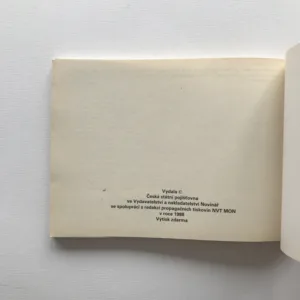 Vydala
Česká státní pojišťovna
ve Vydavatelství a nakladatelství Novinář
ve spolupráci s redakcí propagačních tiskovin NVT MON
v roce 1988
Výtisk zdarma